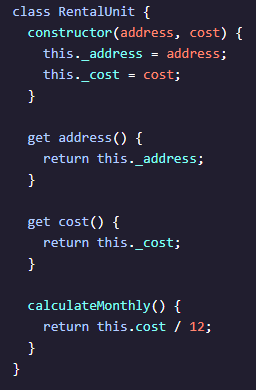 class RentalUnit {
  constructor(address, cost) {
    this._address = address;
    this._cost = cost;
  }

  get address() {
    return this._address;
  }

  get cost() {
    return this._cost;
  }

  calculateMonthly() {
    return this.cost / 12;
  }
}